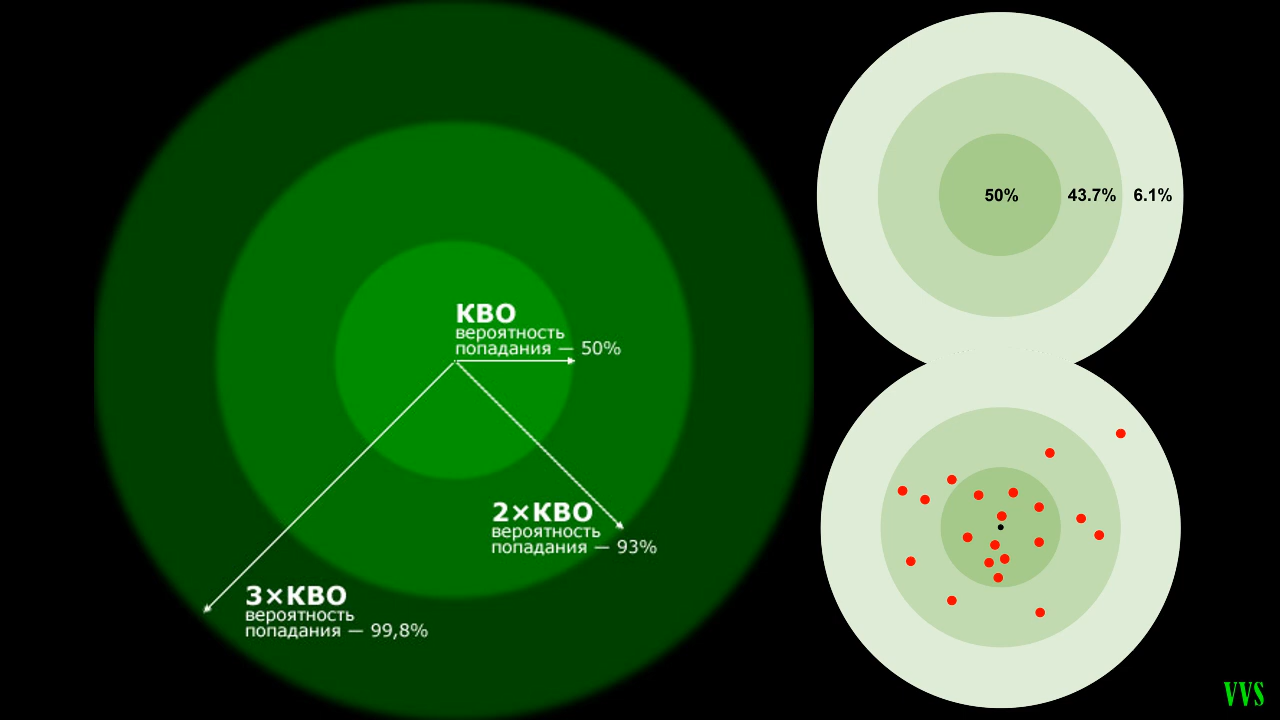 КВО
вероятность
попадания — 50%
2×КВО
вероятность
попадания — 93%
3×КВО
вероятность
попадания — 99,8%
50% 43.7% 6.1%
VVS